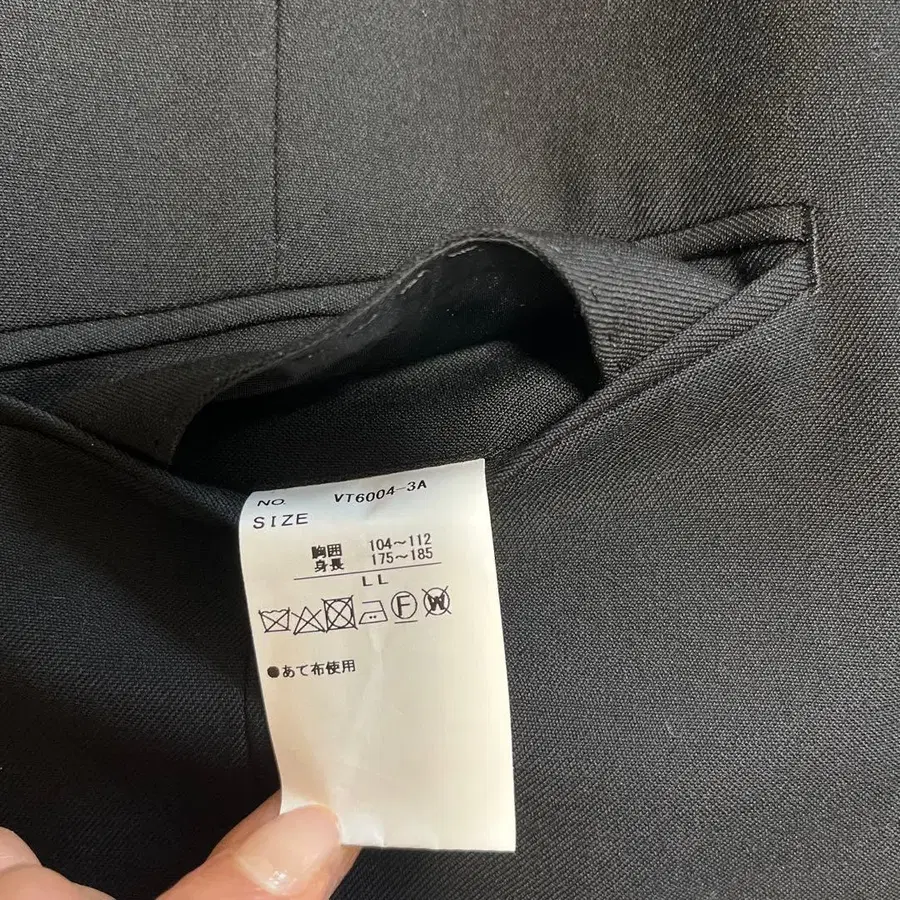 NO. VT6004-3A
SIZE
胸囲 104～112
身長 175～185
LL
F W
●あて布使用